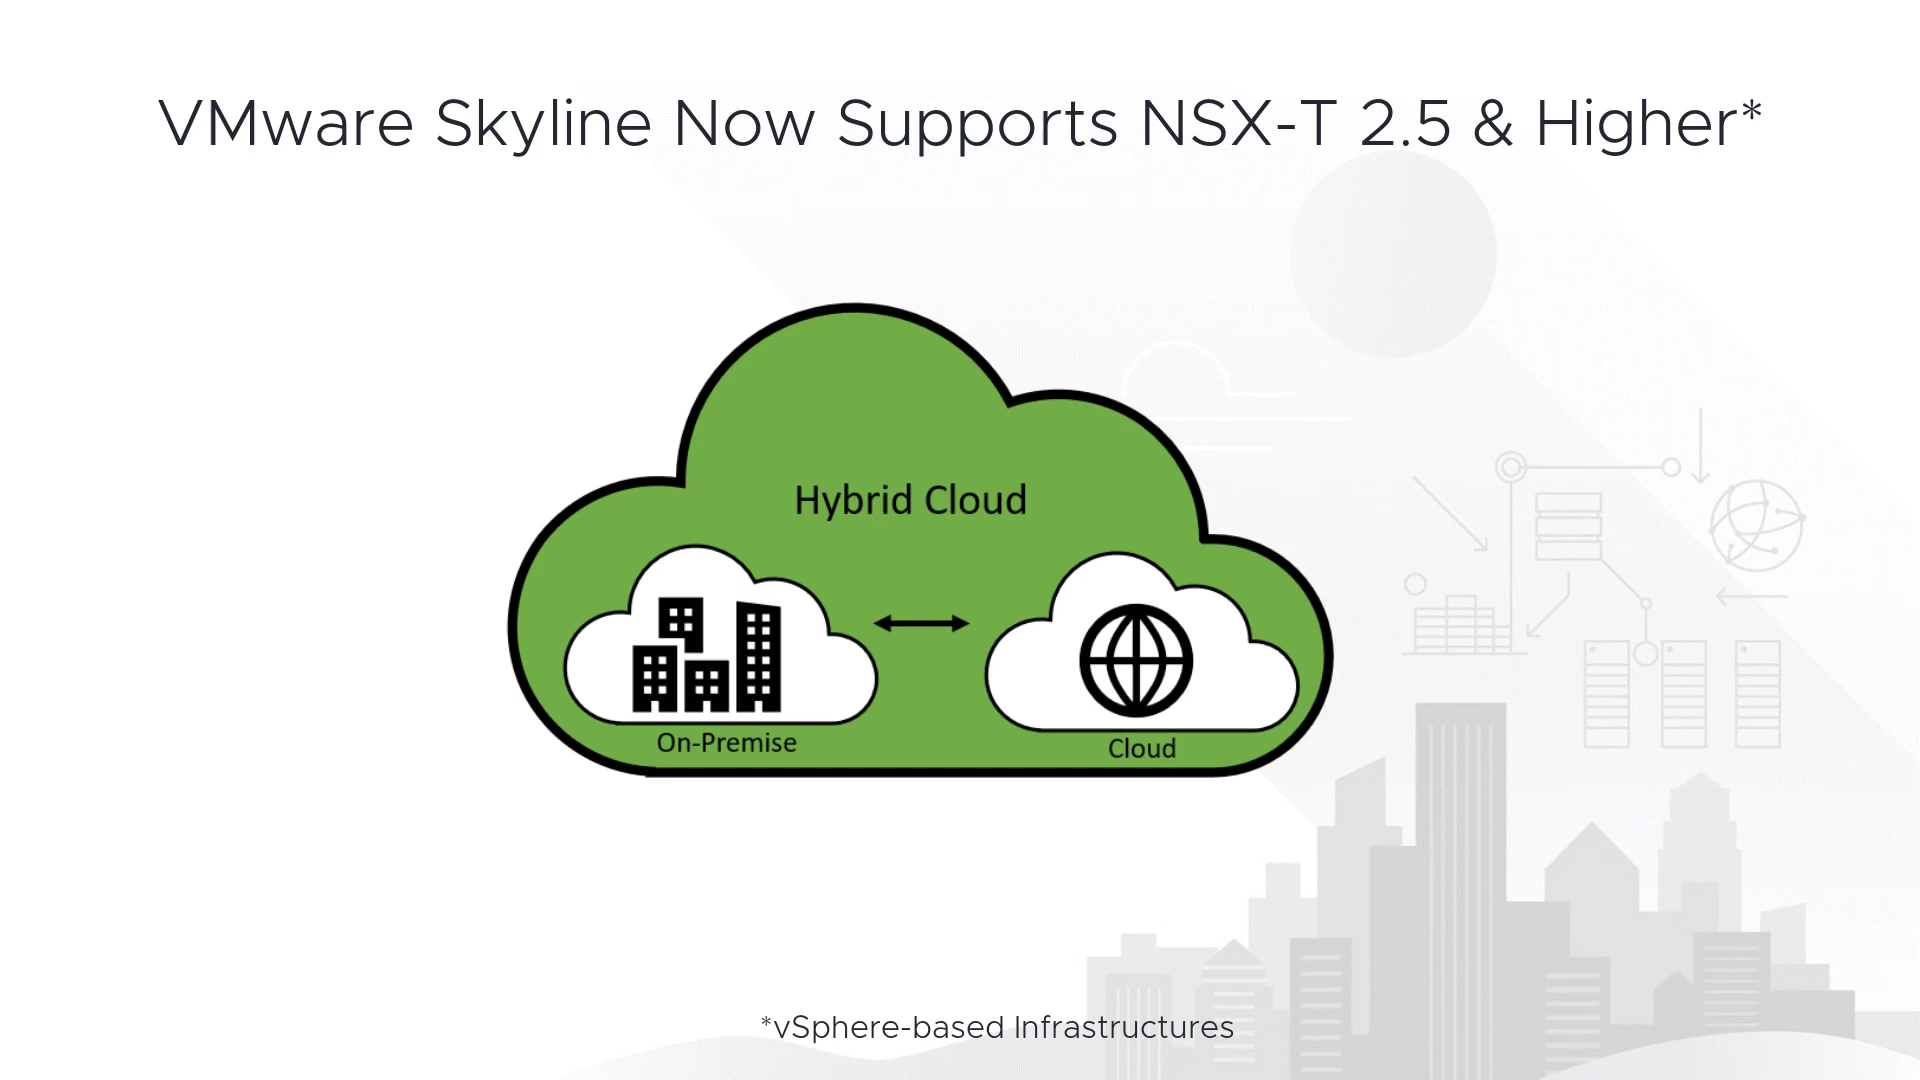 VMware Skyline Now Supports NSX-T 2.5 & Higher*
Hybrid Cloud
On-Premise
Cloud
*vSphere-based Infrastructures